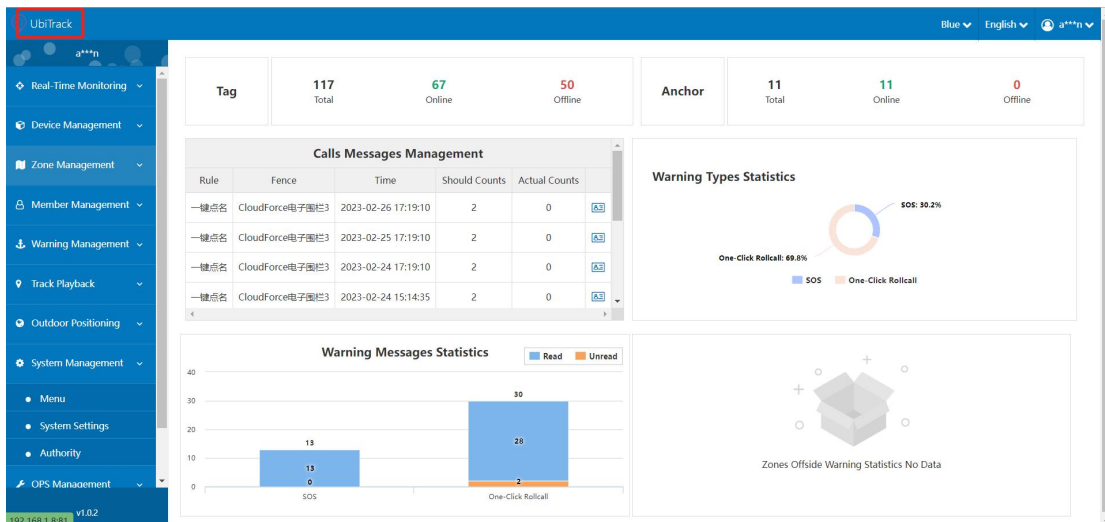 UbiTrack
Blue
English
a***n
a***n
Real-Time Monitoring
Device Management
Zone Management
Member Management
Warning Management
Track Playback
Outdoor Positioning
System Management
Menu
System Settings
Authority
OPS Management
v1.0.2
192.168.1.8:81
Tag
117 67 50
Total Online Offline
Anchor
11 11 0
Total Online Offline
Calls Messages Management
Rule Fence Time Should Counts Actual Counts
一键点名 CloudForce电子围栏3 2023-02-26 17:19:10 2 0
一键点名 CloudForce电子围栏3 2023-02-25 17:19:10 2 0
一键点名 CloudForce电子围栏3 2023-02-24 17:19:10 2 0
一键点名 CloudForce电子围栏3 2023-02-24 15:14:35 2 0
Warning Types Statistics
SOS: 30.2%
One-Click Rollcall: 69.8%
SOS One-Click Rollcall
Warning Messages Statistics
Read Unread
40
30
20
10
0
30
13
28
13
0
2
SOS One-Click Rollcall
Zones Offside Warning Statistics No Data